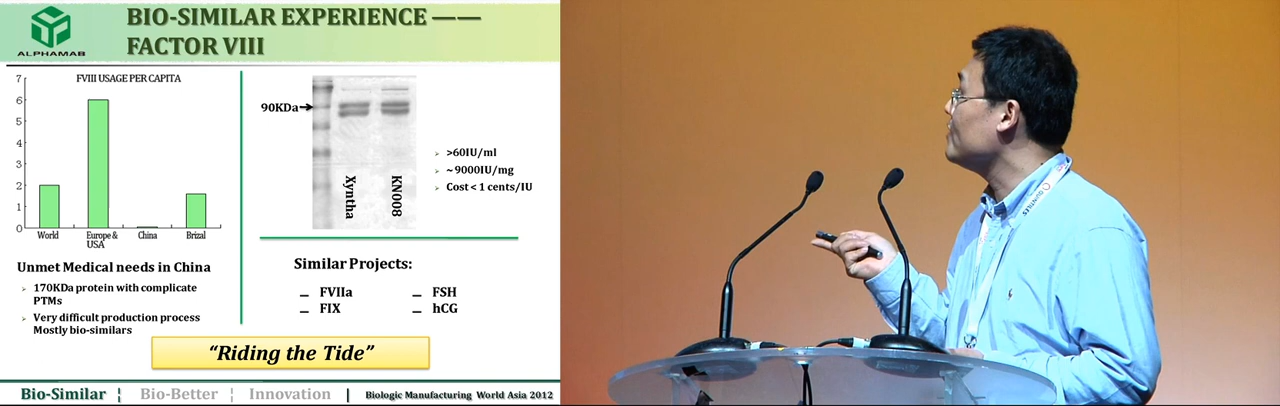 BIO-SIMILAR EXPERIENCE ——
FACTOR VIII
ALPHAMAB
FVIII USAGE PER CAPITA
7
6
5
4
3
2
1
0
World
Europe &
USA
China
Brizal
Unmet Medical needs in China
170KDa protein with complicate
PTMs
Very difficult production process
Mostly bio-similars
90KDa
Xyntha
KN008
>60IU/ml
~9000IU/mg
Cost < 1 cents/IU
Similar Projects:
FVIIa
FSH
FIX
hCG
“Riding the Tide”
Bio-Similar ¦ Bio-Better ¦ Innovation | Biologic Manufacturing World Asia 2012
QUINTILES